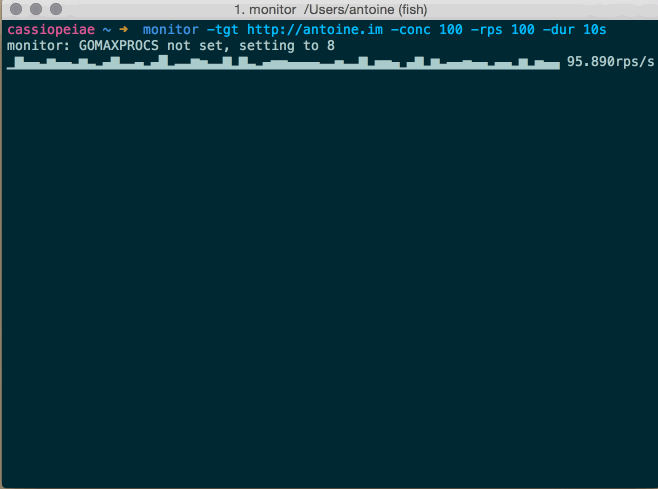 1. monitor  /Users/antoine (fish)
cassiopeiae ~ ➜  monitor -tgt http://antoine.im -conc 100 -rps 100 -dur 10s
monitor: GOMAXPROCS not set, setting to 8
95.890rps/s